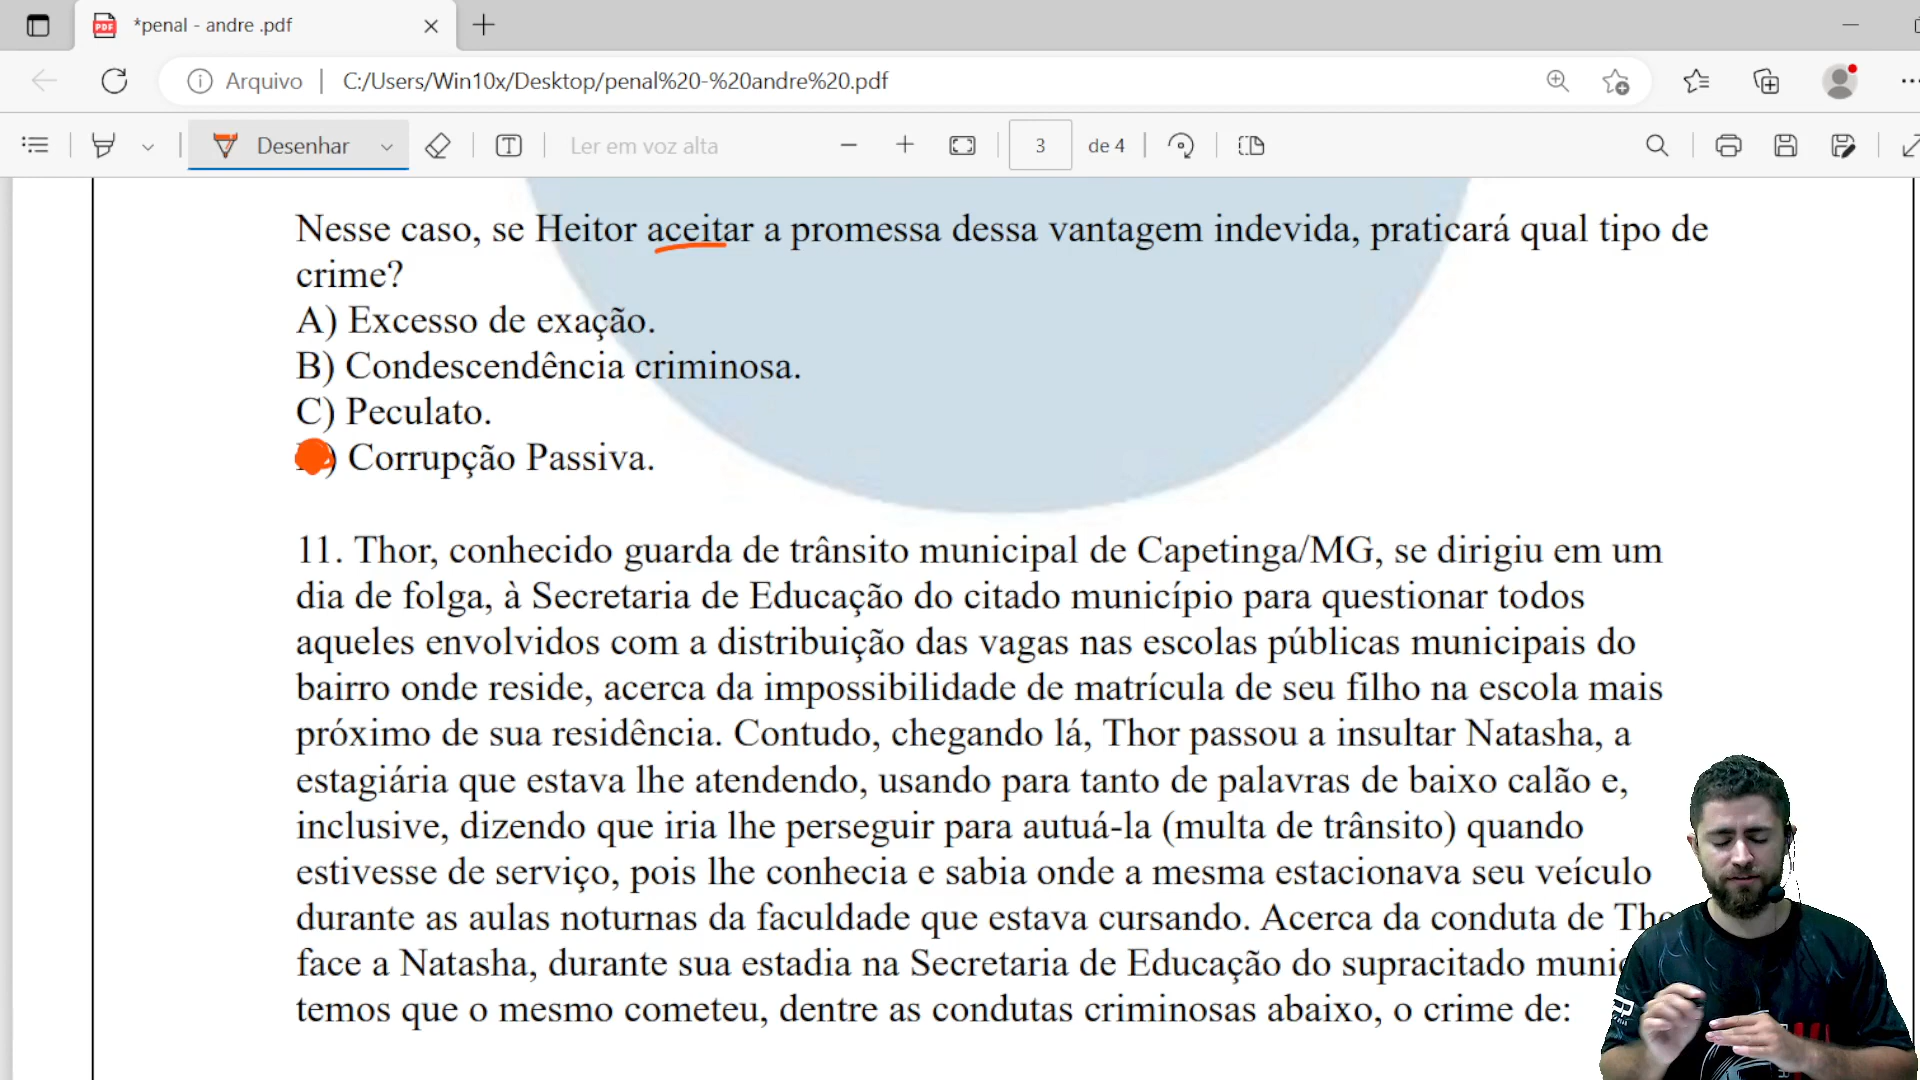 *penal - andre .pdf
Arquivo
C:/Users/Win10x/Desktop/penal%20-%20andre%20.pdf
Desenhar
Ler em voz alta
3
de 4
Nesse caso, se Heitor aceitar a promessa dessa vantagem indevida, praticará qual tipo de
crime?
A) Excesso de exação.
B) Condescendência criminosa.
C) Peculato.
) Corrupção Passiva.
11. Thor, conhecido guarda de trânsito municipal de Capetinga/MG, se dirigiu em um
dia de folga, à Secretaria de Educação do citado município para questionar todos
aqueles envolvidos com a distribuição das vagas nas escolas públicas municipais do
bairro onde reside, acerca da impossibilidade de matrícula de seu filho na escola mais
próximo de sua residência. Contudo, chegando lá, Thor passou a insultar Natasha, a
estagiária que estava lhe atendendo, usando para tanto de palavras de baixo calão e,
inclusive, dizendo que iria lhe perseguir para autuá-la (multa de trânsito) quando
estivesse de serviço, pois lhe conhecia e sabia onde a mesma estacionava seu veículo
durante as aulas noturnas da faculdade que estava cursando. Acerca da conduta de
face a Natasha, durante sua estadia na Secretaria de Educação do supracitado
temos que o mesmo cometeu, dentre as condutas criminosas abaixo, o crime de: